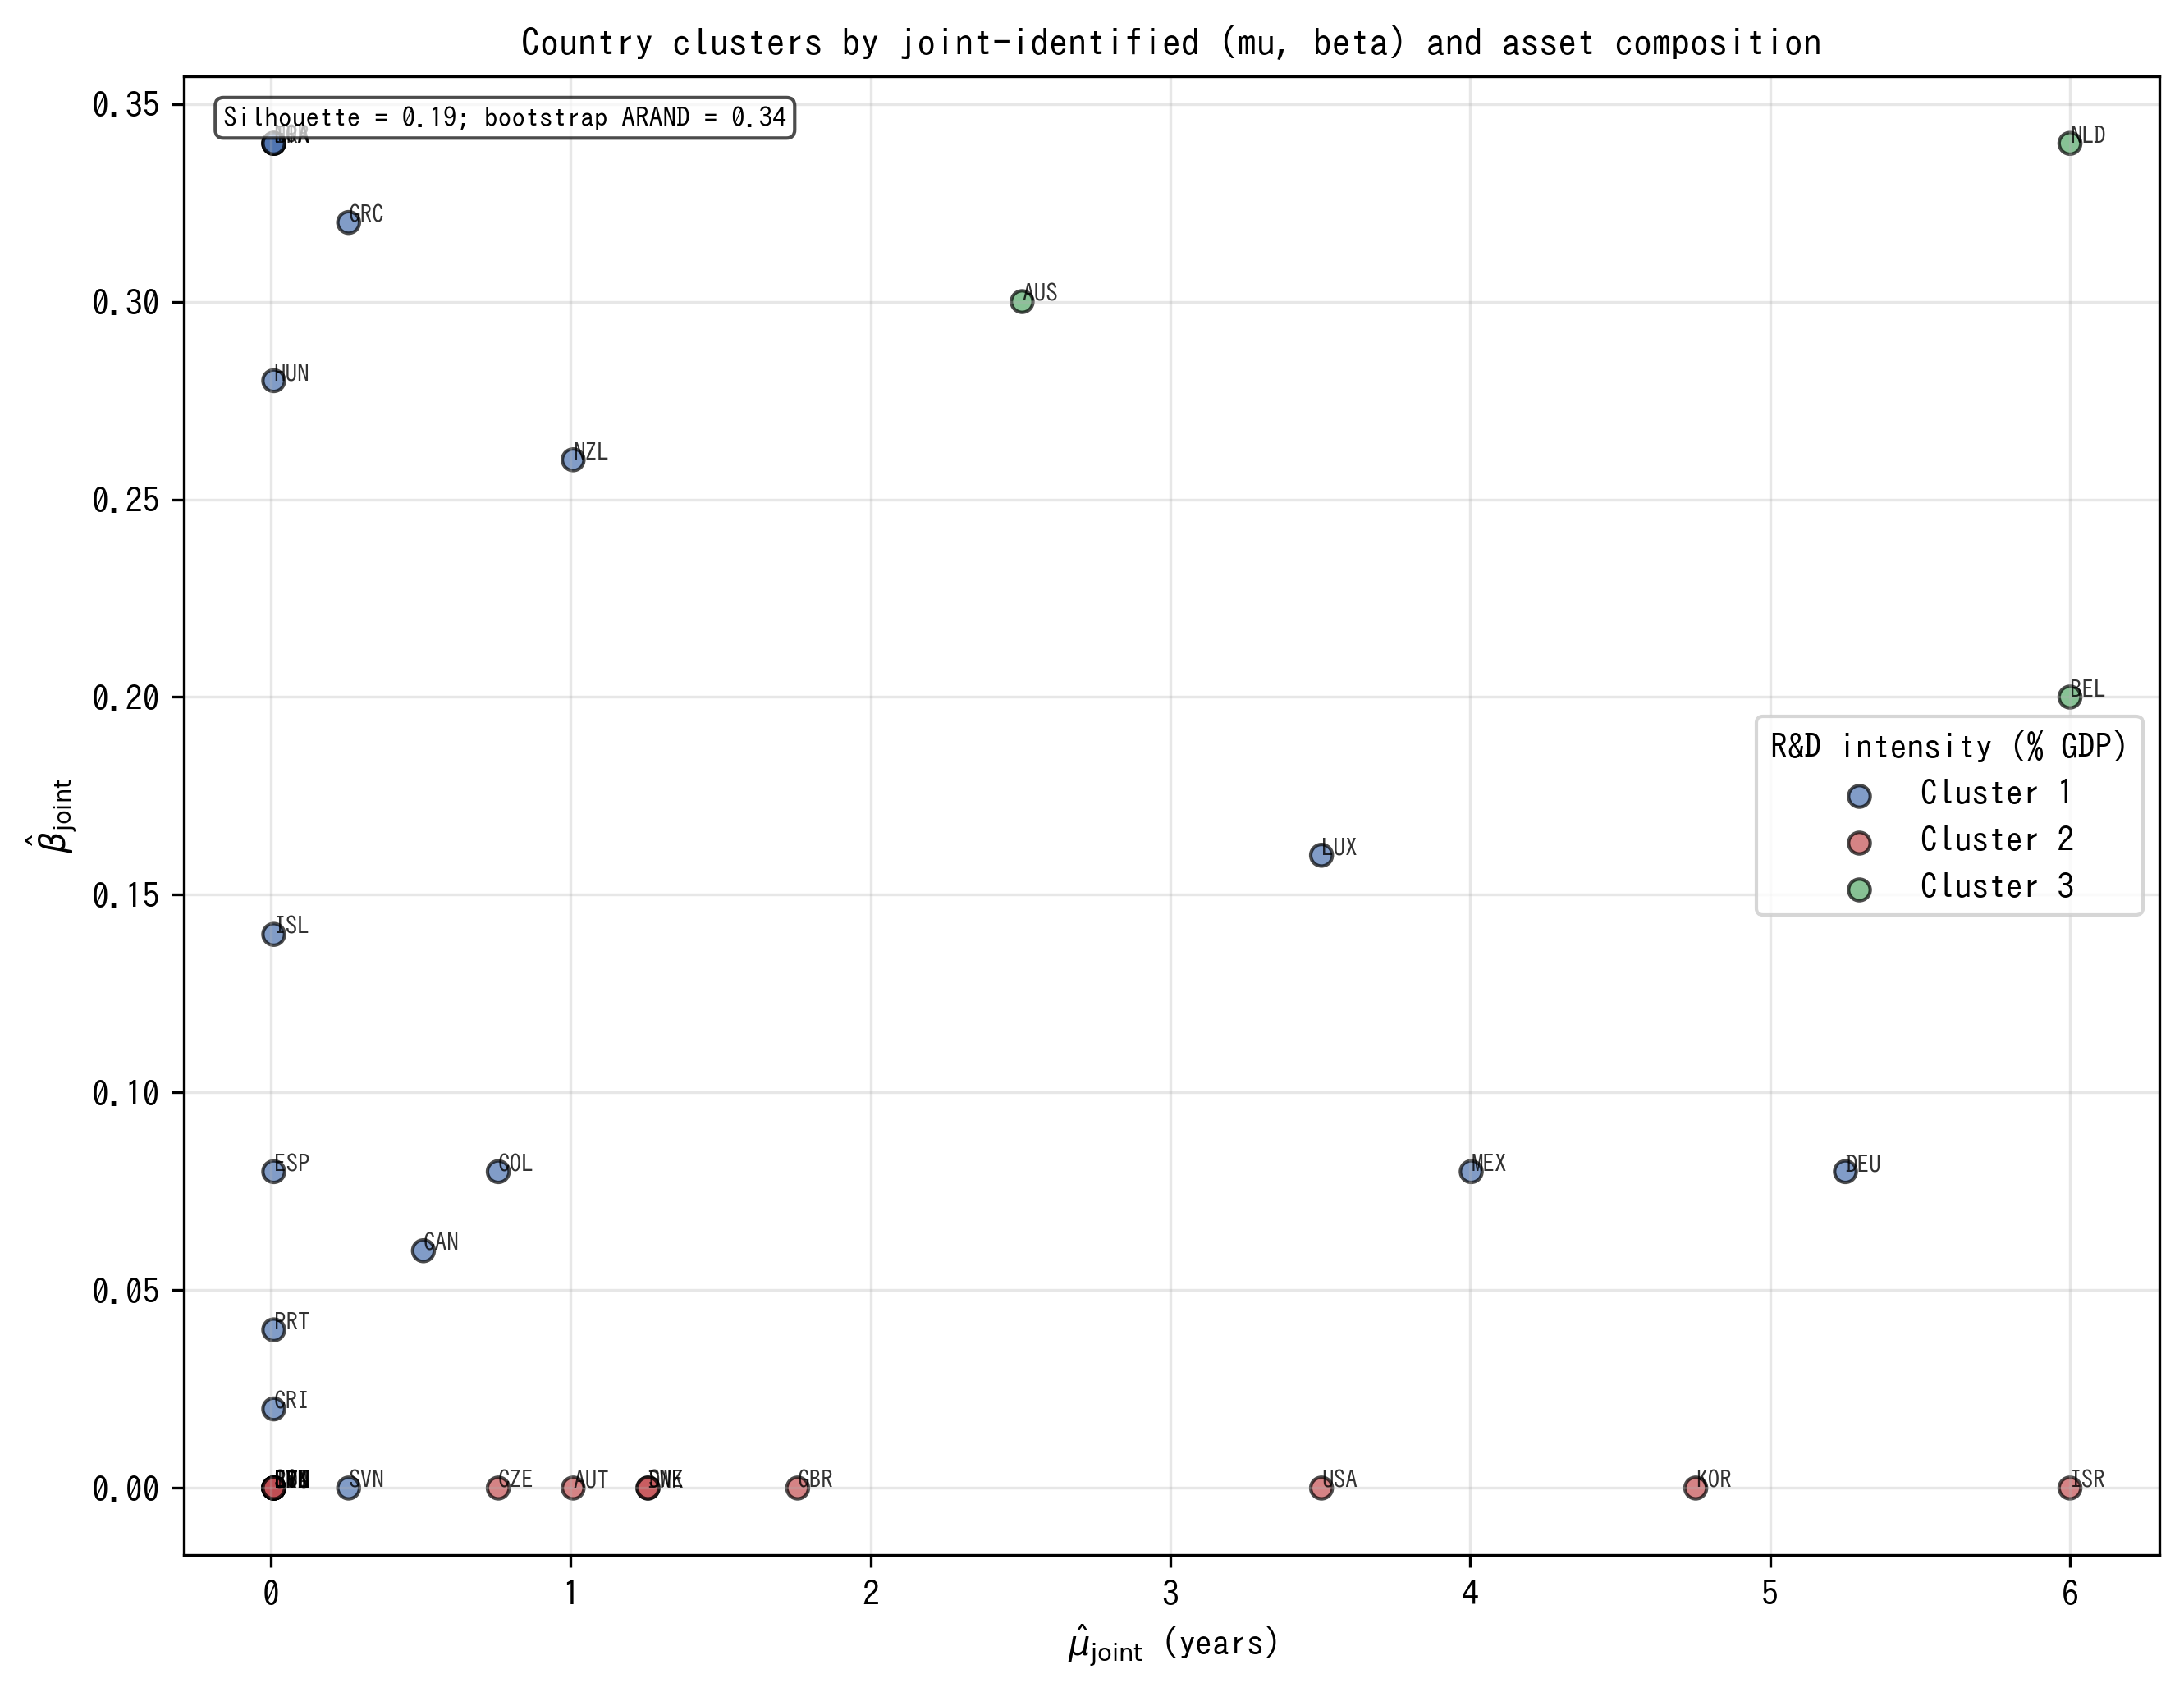 Country clusters by joint-identified (mu, beta) and asset composition
Silhouette = 0.19; bootstrap ARAND = 0.34
0.35
0.30
0.25
0.20
0.15
0.10
0.05
0.00
β̂joint
NLD
GRC
AUS
HUN
NZL
BEL
R&D intensity (% GDP)
Cluster 1
Cluster 2
Cluster 3
LUX
ISL
ESP
COL
MEX
DEU
CAN
PRT
CRI
SVN
CZE
AUT
GBR
USA
KOR
ISR
0
1
2
3
4
5
6
μ̂joint (years)